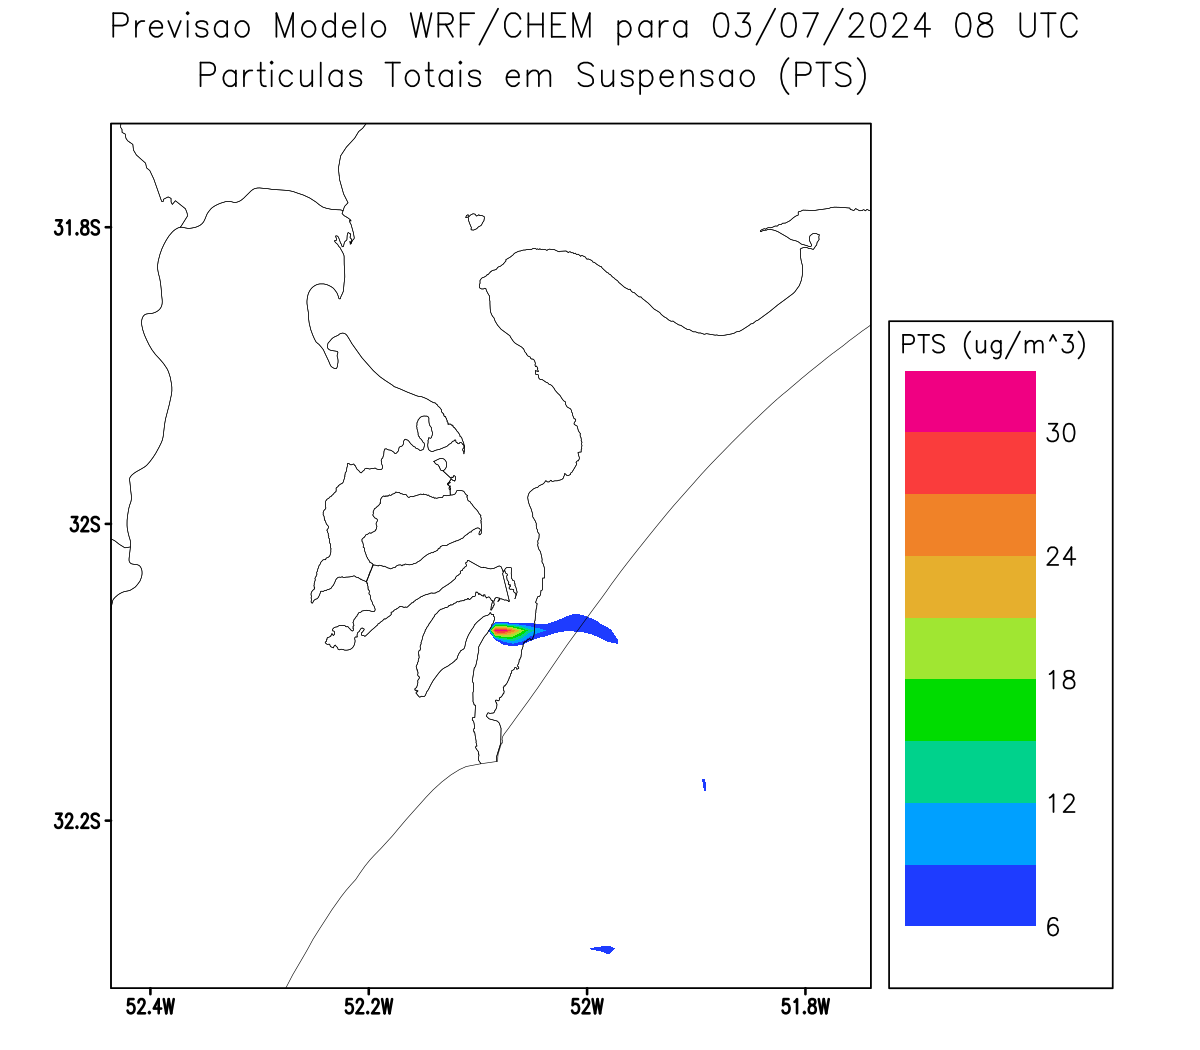 Previsao Modelo WRF/CHEM para 03/07/2024 08 UTC
Particulas Totais em Suspensao (PTS)
31.8S
32S
32.2S
52.4W
52.2W
52W
51.8W
PTS (ug/m^3)
30
24
18
12
6